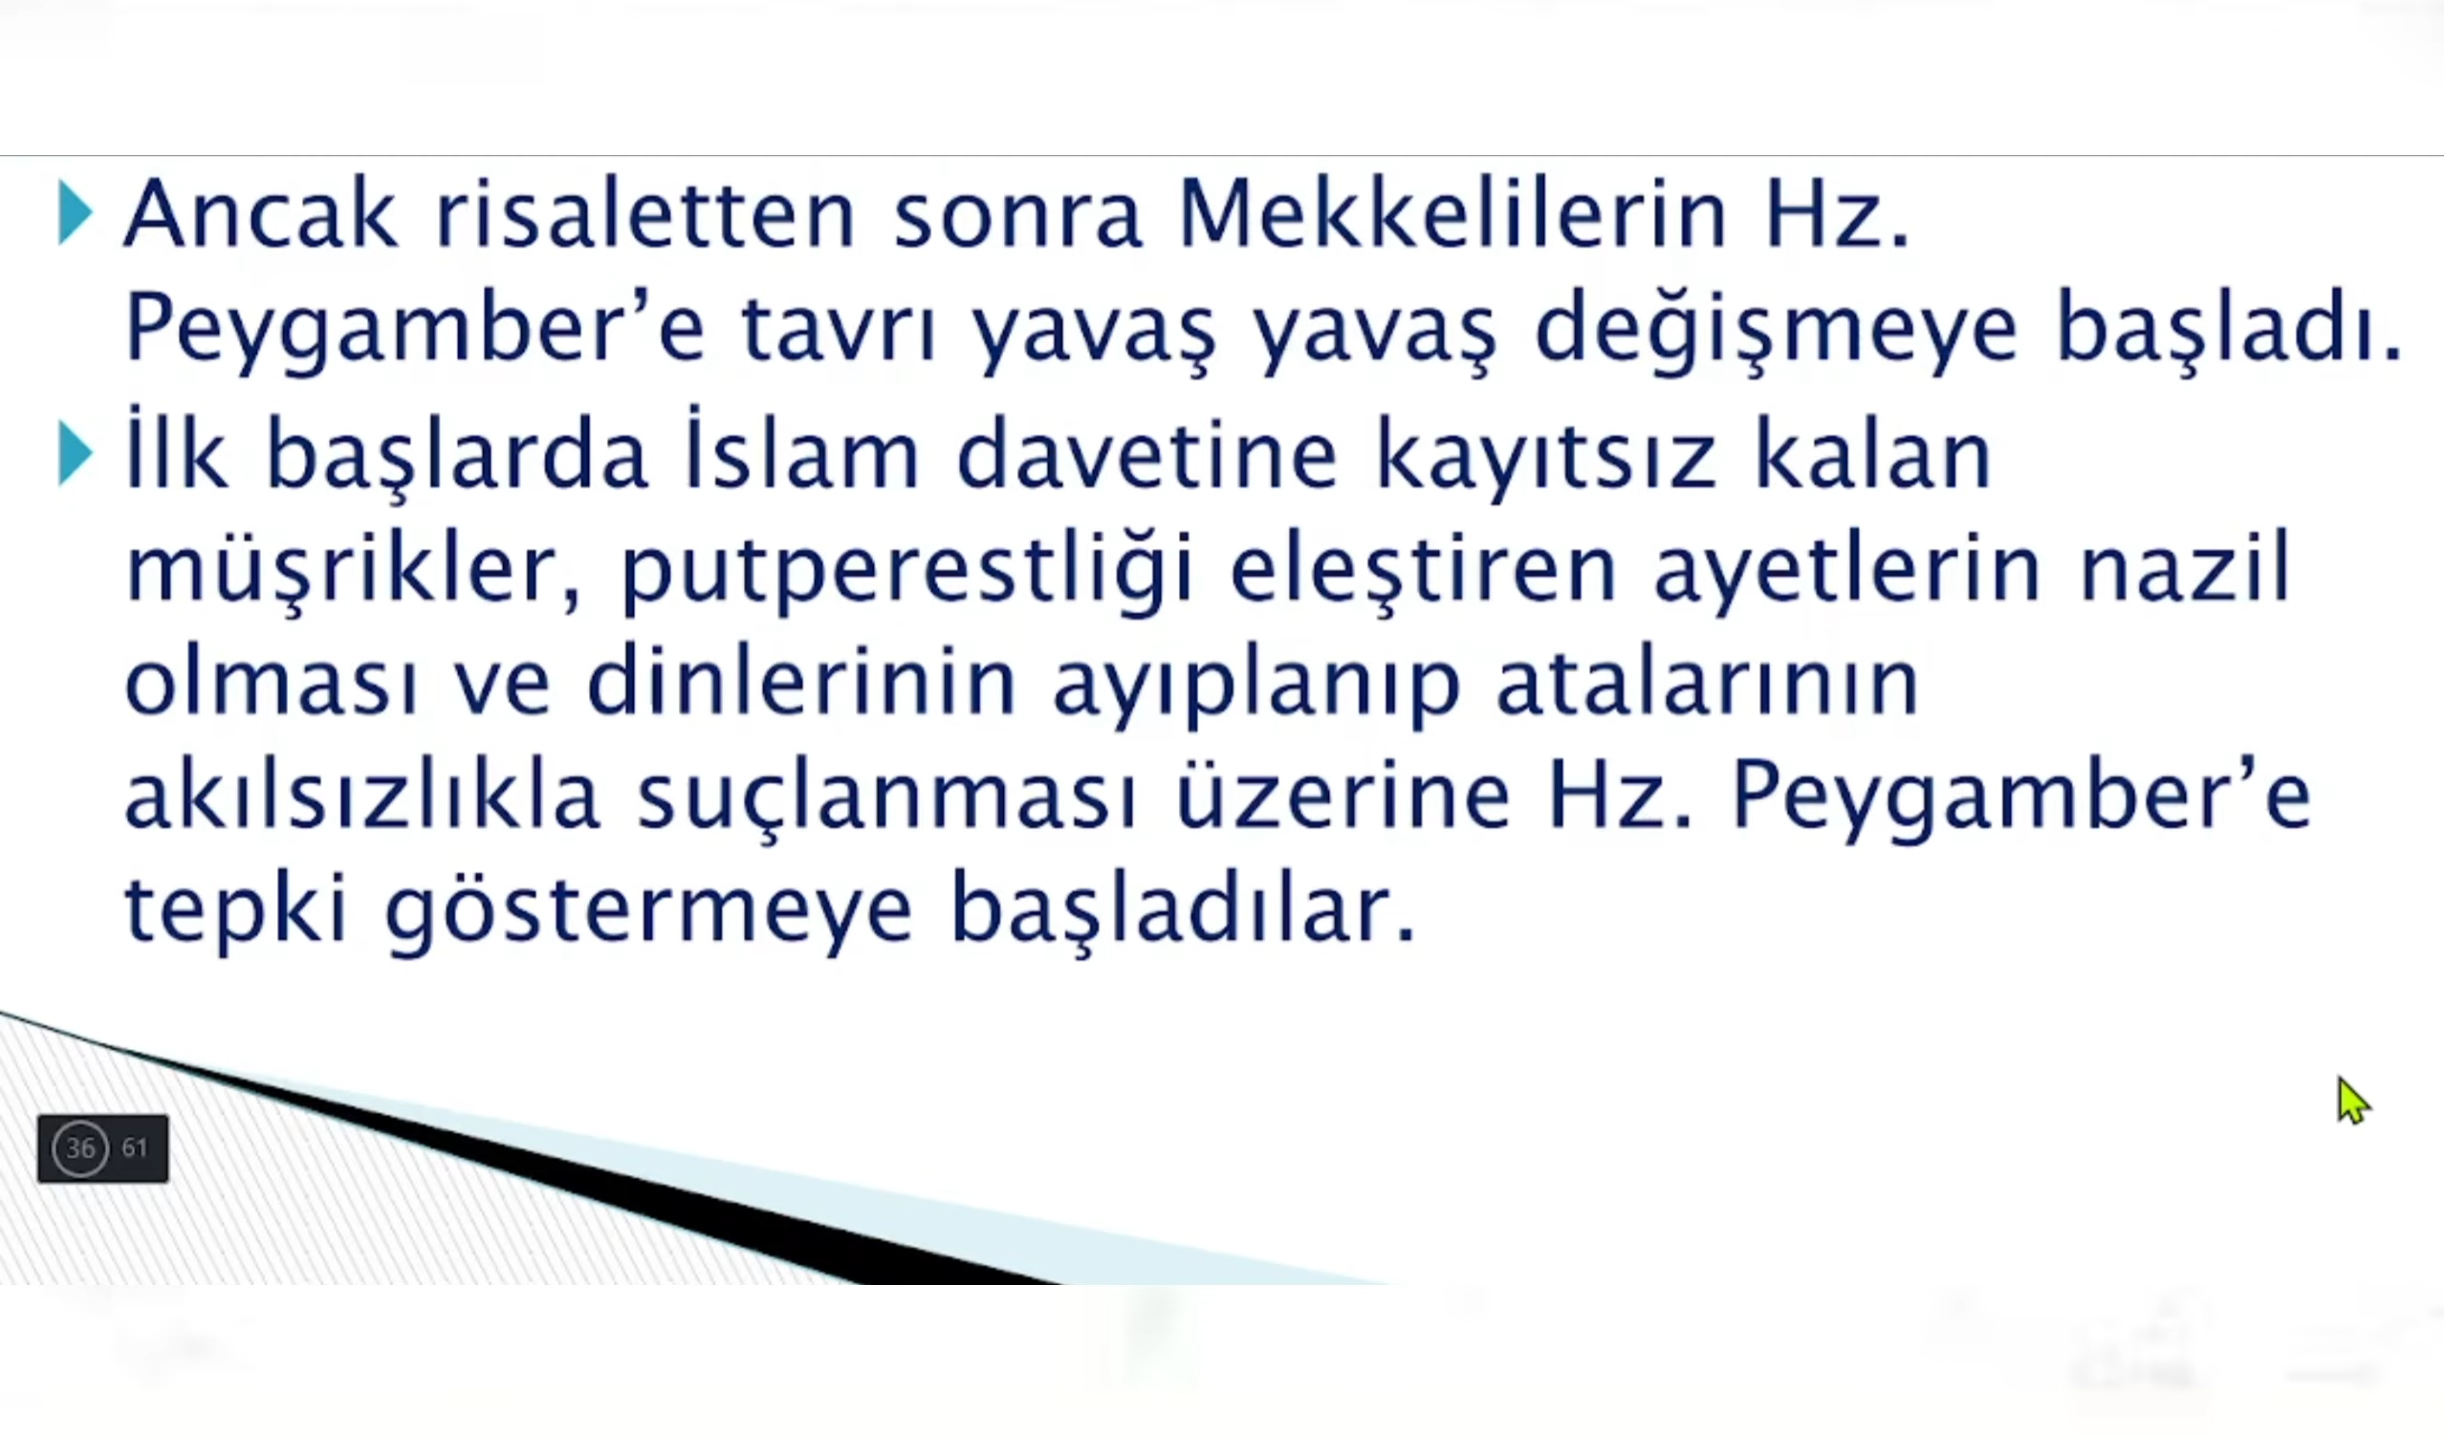 Ancak risaletten sonra Mekkelilerin Hz.
Peygamber’e tavrı yavaş yavaş değişmeye başladı.
İlk başlarda İslam davetine kayıtsız kalan
müşrikler, putperestliği eleştiren ayetlerin nazil
olması ve dinlerinin ayıplanıp atalarının
akılsızlıkla suçlanması üzerine Hz. Peygamber’e
tepki göstermeye başladılar.
36 61